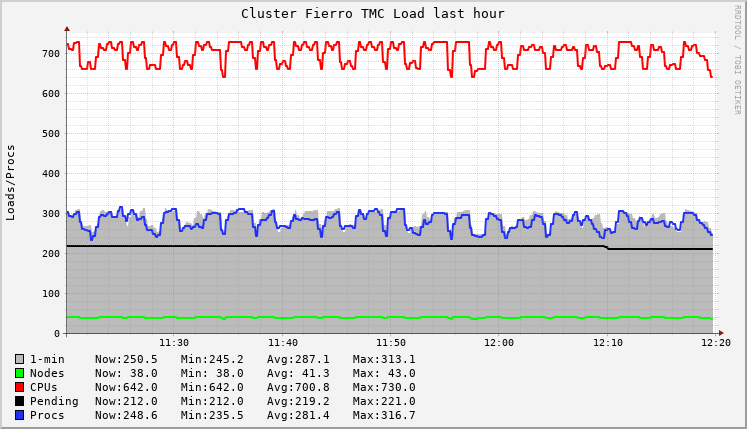 Cluster Fierro TMC Load last hour
RRDTOOL / TOBI OETIKER
Loads/Procs
700
600
500
400
300
200
100
0
11:30 11:40 11:50 12:00 12:10 12:20
1-min Now:250.5 Min:245.2 Avg:287.1 Max:313.1
Nodes Now: 38.0 Min: 38.0 Avg: 41.3 Max: 43.0
CPUs Now:642.0 Min:642.0 Avg:700.8 Max:730.0
Pending Now:212.0 Min:212.0 Avg:219.2 Max:221.0
Procs Now:248.6 Min:235.5 Avg:281.4 Max:316.7